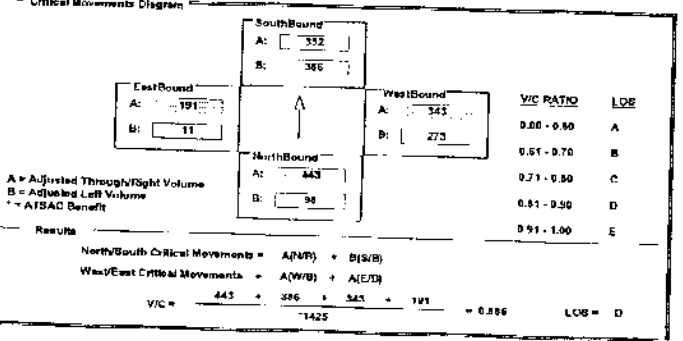 Critical Movements Diagram
SouthBound
A: 332
B: 386
EastBound
A: 191
B: 11
WestBound
A: 343
B: 273
NorthBound
A: 443
B: 98
V/C RATIO LOS
0.00 - 0.60 A
0.61 - 0.70 B
0.71 - 0.80 C
0.81 - 0.90 D
0.91 - 1.00 E
A = Adjusted Through/Right Volume
B = Adjusted Left Volume
* = ATSAC Benefit
Results
North/South Critical Movements = A(N/B) + B(S/B)
West/East Critical Movements = A(W/B) + A(E/B)
V/C = 443 + 386 + 343 + 191
1425
= 0.886 LOS = D